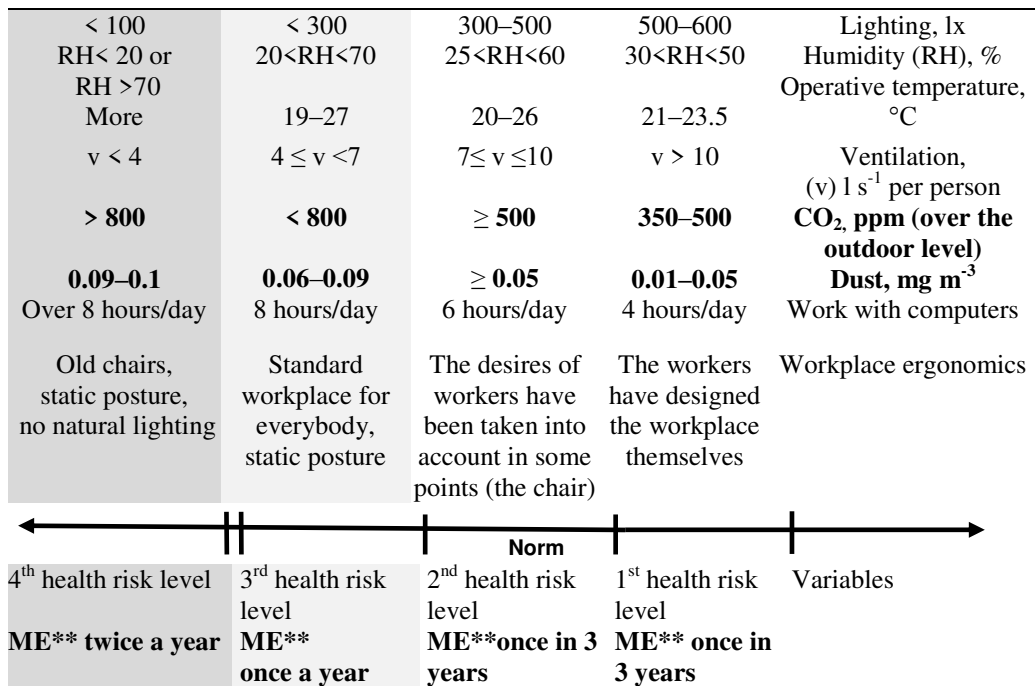 < 100 < 300 300–500 500–600 Lighting, lx
RH< 20 or 20<RH<70 25<RH<60 30<RH<50 Humidity (RH), %
RH >70 Operative temperature,
More 19–27 20–26 21–23.5 °C
v < 4 4 ≤ v <7 7≤ v ≤10 v > 10 Ventilation,
(v) l s⁻¹ per person
> 800 < 800 ≥ 500 350–500 CO₂, ppm (over the
outdoor level)
0.09–0.1 0.06–0.09 ≥ 0.05 0.01–0.05 Dust, mg m⁻³
Over 8 hours/day 8 hours/day 6 hours/day 4 hours/day Work with computers
Old chairs, Standard The desires of The workers Workplace ergonomics
static posture, workplace for workers have have designed
no natural lighting everybody, been taken into the workplace
static posture account in some themselves
points (the chair)
Norm
4th health risk level 3rd health risk 2nd health risk 1st health risk Variables
level level level
ME** twice a year ME** ME**once in 3 ME** once in
once a year years 3 years